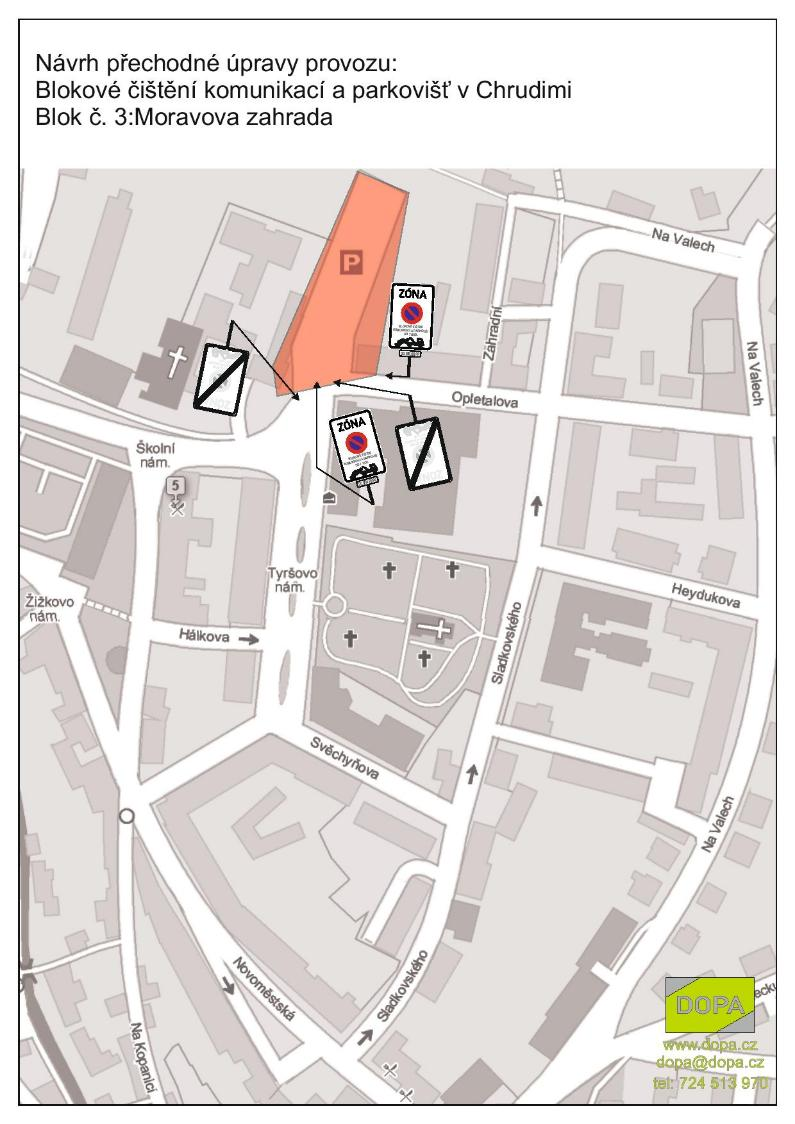 Návrh přechodné úpravy provozu:
Blokové čištění komunikací a parkovišť v Chrudimi
Blok č. 3:Moravova zahrada
Na Valech
P
ZÓNA
Zahradní
Na Valech
Opletalova
ZÓNA
Školní
nám.
5
Tyršovo
nám.
Heydukova
Žižkovo
nám.
Hálkova
Sladkovského
Svěchyňova
Na Valech
Novoměstská
Sladkovského
Na Kopanici
DOPA
www.dopa.cz
dopa@dopa.cz
tel: 724 513 970